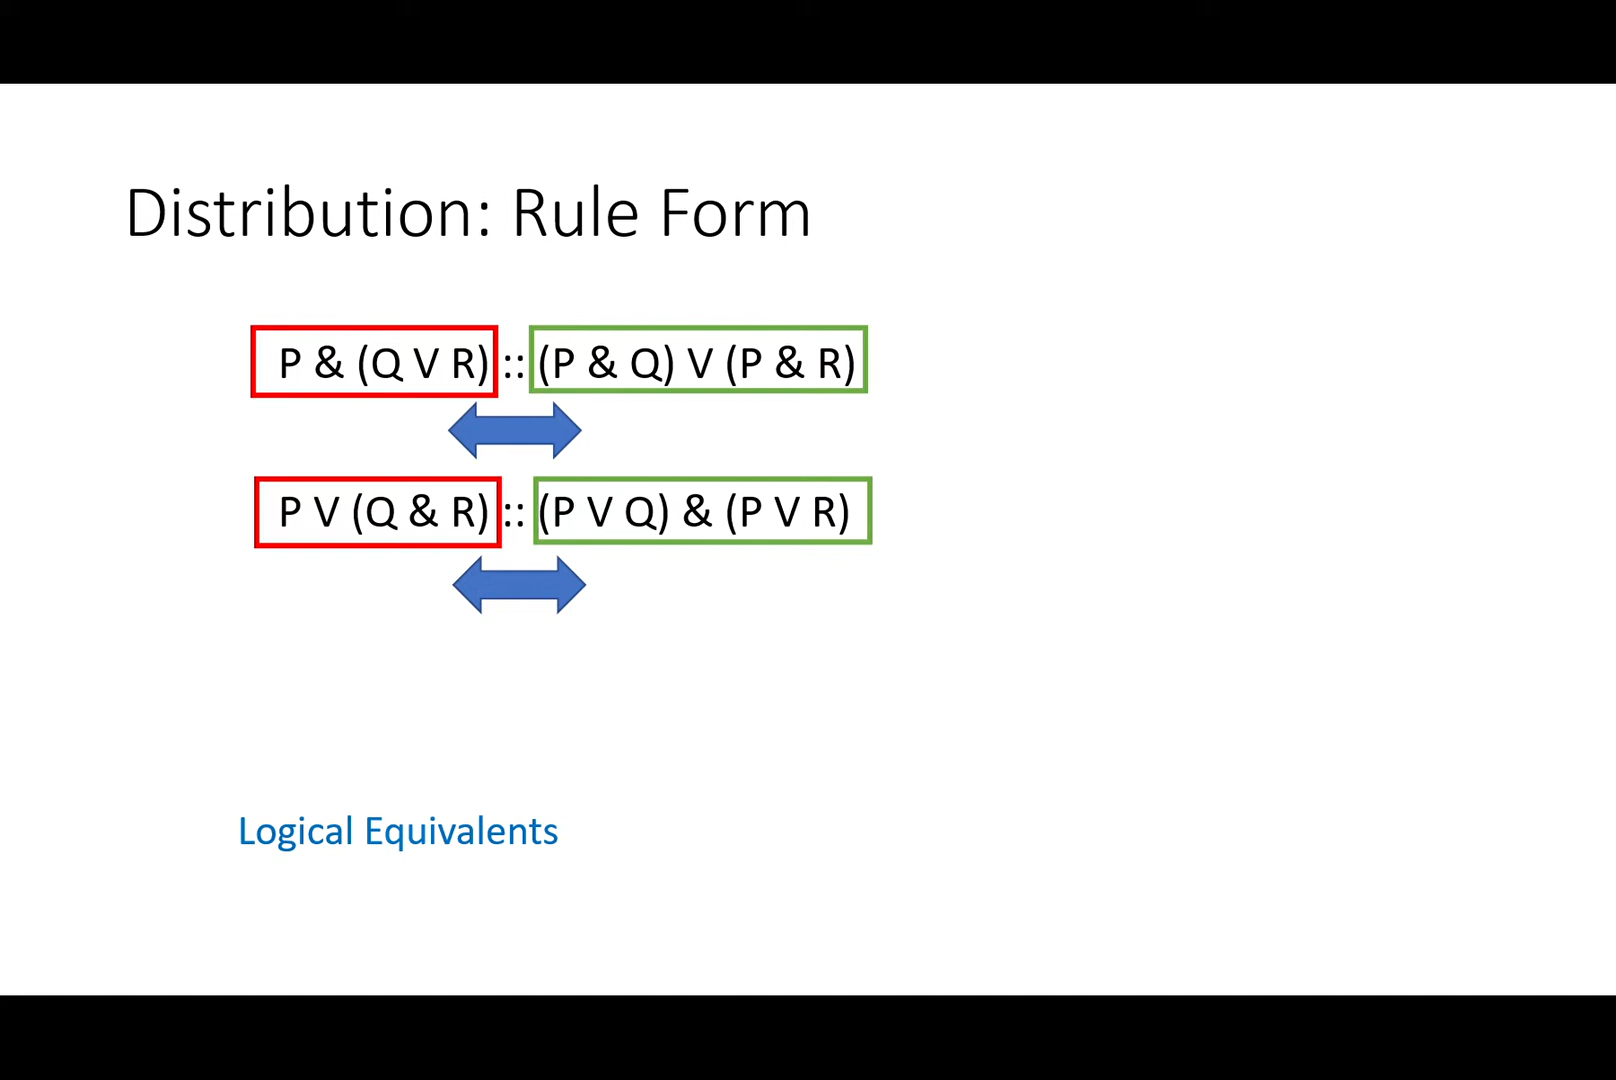 Distribution: Rule Form
P & (Q V R) :: (P & Q) V (P & R)
P V (Q & R) :: (P V Q) & (P V R)
Logical Equivalents